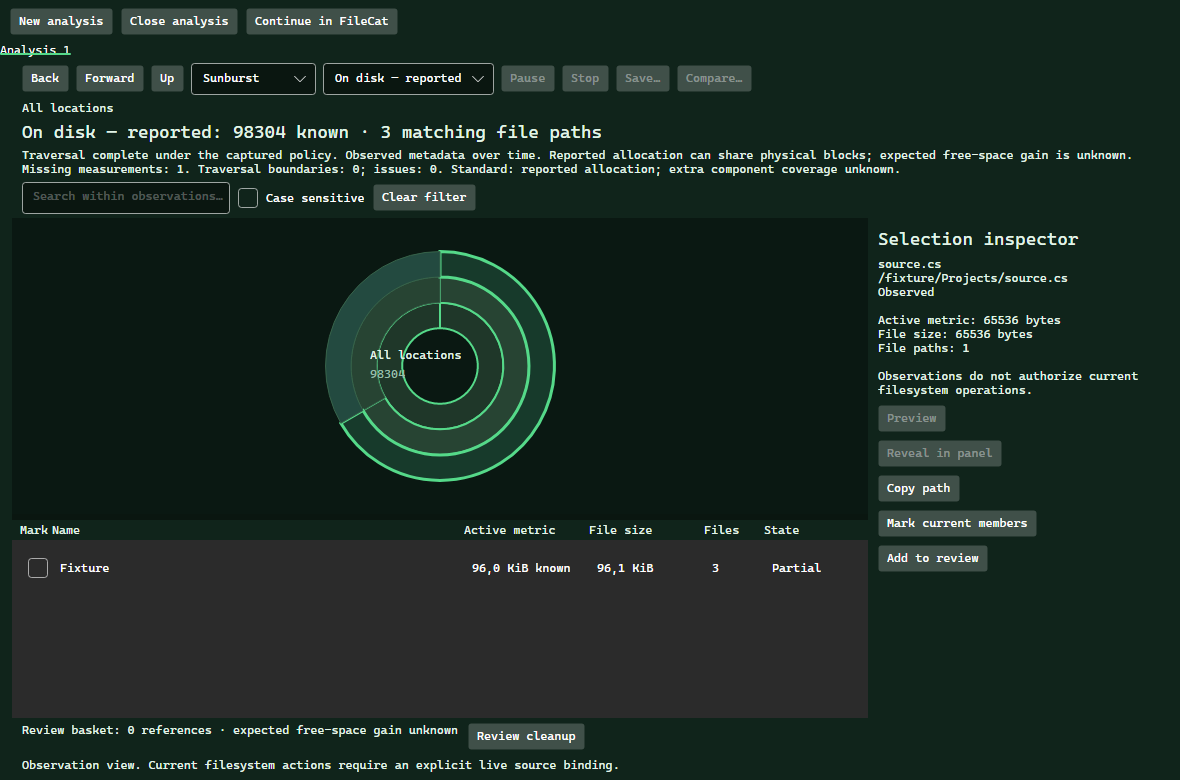 New analysis Close analysis Continue in FileCat
Analysis 1
Back Forward Up Sunburst On disk — reported Pause Stop Save… Compare…
All locations
On disk — reported: 98304 known · 3 matching file paths
Traversal complete under the captured policy. Observed metadata over time. Reported allocation can share physical blocks; expected free-space gain is unknown.
Missing measurements: 1. Traversal boundaries: 0; issues: 0. Standard: reported allocation; extra component coverage unknown.
Search within observations… Case sensitive Clear filter
All locations
98304
Selection inspector
source.cs
/fixture/Projects/source.cs
Observed
Active metric: 65536 bytes
File size: 65536 bytes
File paths: 1
Observations do not authorize current
filesystem operations.
Preview
Reveal in panel
Copy path
Mark current members
Add to review
Mark Name Active metric File size Files State
Fixture 96,0 KiB known 96,1 KiB 3 Partial
Review basket: 0 references · expected free-space gain unknown Review cleanup
Observation view. Current filesystem actions require an explicit live source binding.